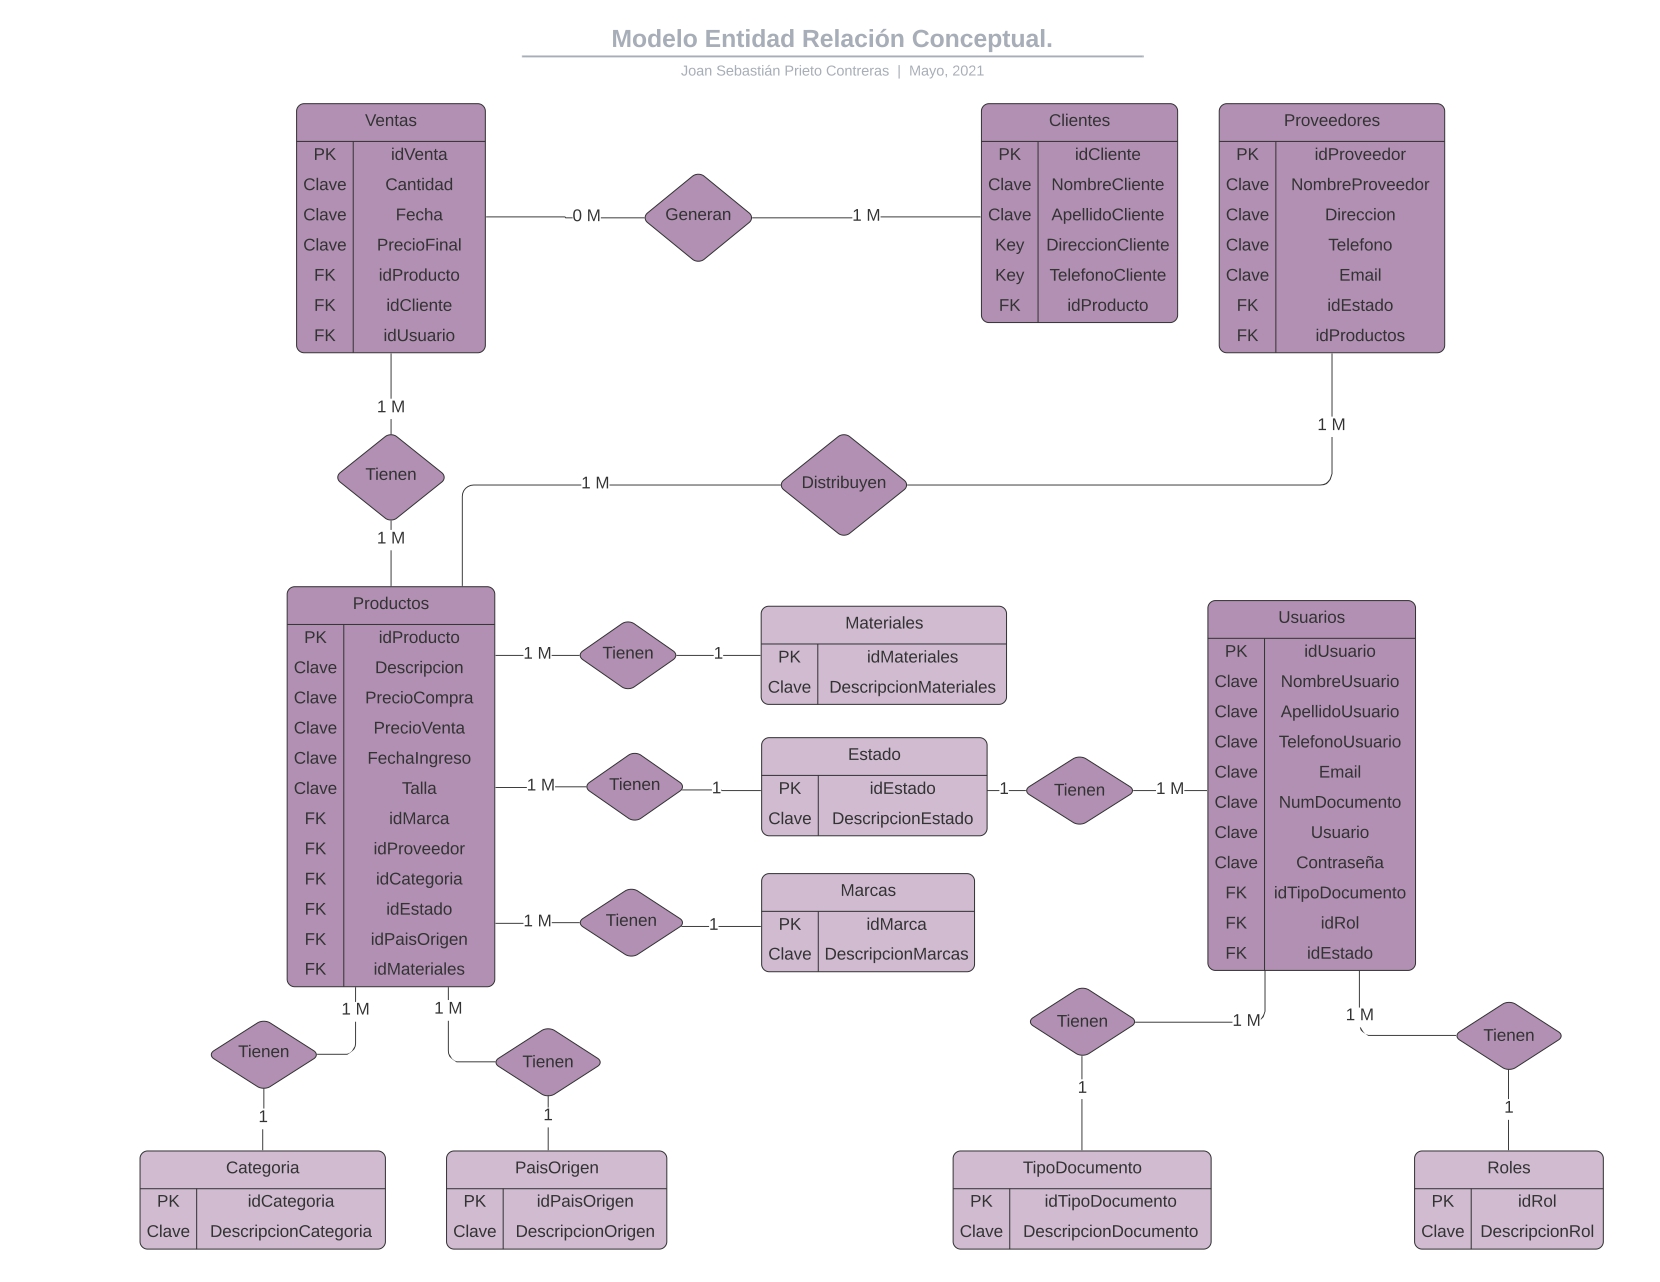 Modelo Entidad Relación Conceptual.
Joan Sebastián Prieto Contreras | Mayo, 2021
Ventas
PK idVenta
Clave Cantidad
Clave Fecha
Clave PrecioFinal
FK idProducto
FK idCliente
FK idUsuario
0 M
Generan
1 M
Clientes
PK idCliente
Clave NombreCliente
Clave ApellidoCliente
Key DireccionCliente
Key TelefonoCliente
FK idProducto
Proveedores
PK idProveedor
Clave NombreProveedor
Clave Direccion
Clave Telefono
Clave Email
FK idEstado
FK idProductos
1 M
Tienen
1 M
1 M
Distribuyen
1 M
Productos
PK idProducto
Clave Descripcion
Clave PrecioCompra
Clave PrecioVenta
Clave FechaIngreso
Clave Talla
FK idMarca
FK idProveedor
FK idCategoria
FK idEstado
FK idPaisOrigen
FK idMateriales
1 M
Tienen
1
Materiales
PK idMateriales
Clave DescripcionMateriales
1 M
Tienen
1
Estado
PK idEstado
Clave DescripcionEstado
1
Tienen
1 M
1 M
Tienen
1
Marcas
PK idMarca
Clave DescripcionMarcas
Usuarios
PK idUsuario
Clave NombreUsuario
Clave ApellidoUsuario
Clave TelefonoUsuario
Clave Email
Clave NumDocumento
Clave Usuario
Clave Contraseña
FK idTipoDocumento
FK idRol
FK idEstado
1 M
Tienen
1
Categoria
PK idCategoria
Clave DescripcionCategoria
1 M
Tienen
1
PaisOrigen
PK idPaisOrigen
Clave DescripcionOrigen
Tienen
1 M
1
TipoDocumento
PK idTipoDocumento
Clave DescripcionDocumento
1 M
Tienen
1
Roles
PK idRol
Clave DescripcionRol